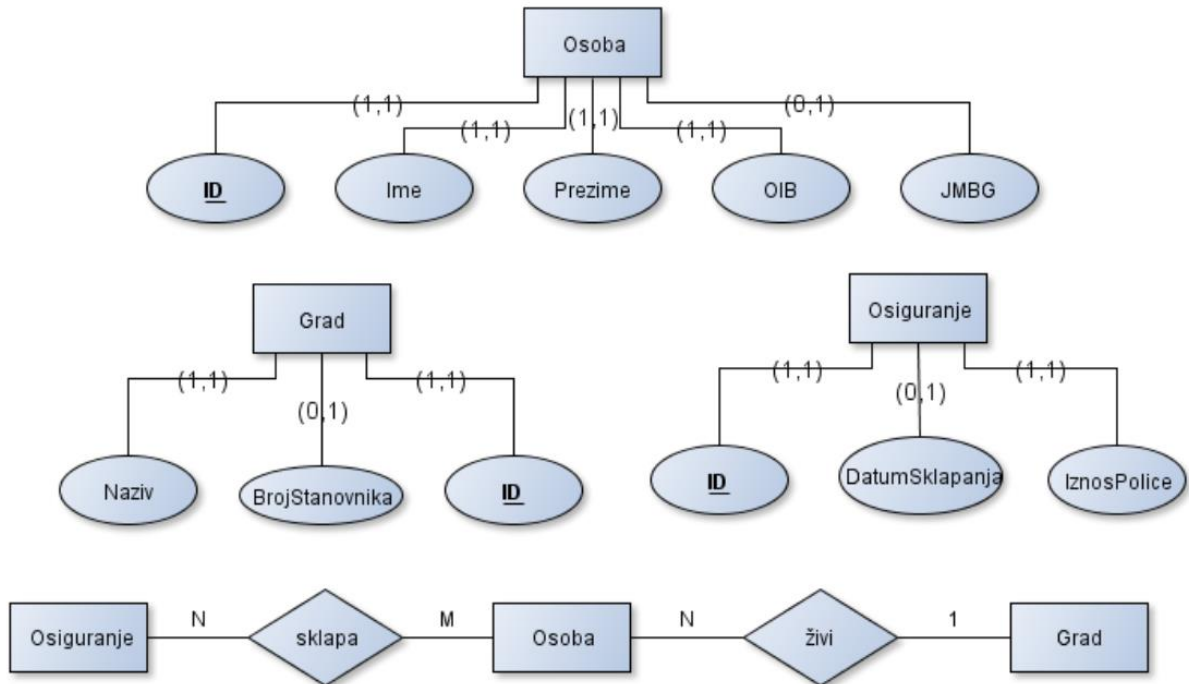 Osoba
(1,1) (1,1) (1,1) (1,1) (0,1)
ID Ime Prezime OIB JMBG
Grad Osiguranje
(1,1) (0,1) (1,1) (1,1) (0,1) (1,1)
Naziv BrojStanovnika ID ID DatumSklapanja IznosPolice
Osiguranje N sklapa M Osoba N živi 1 Grad